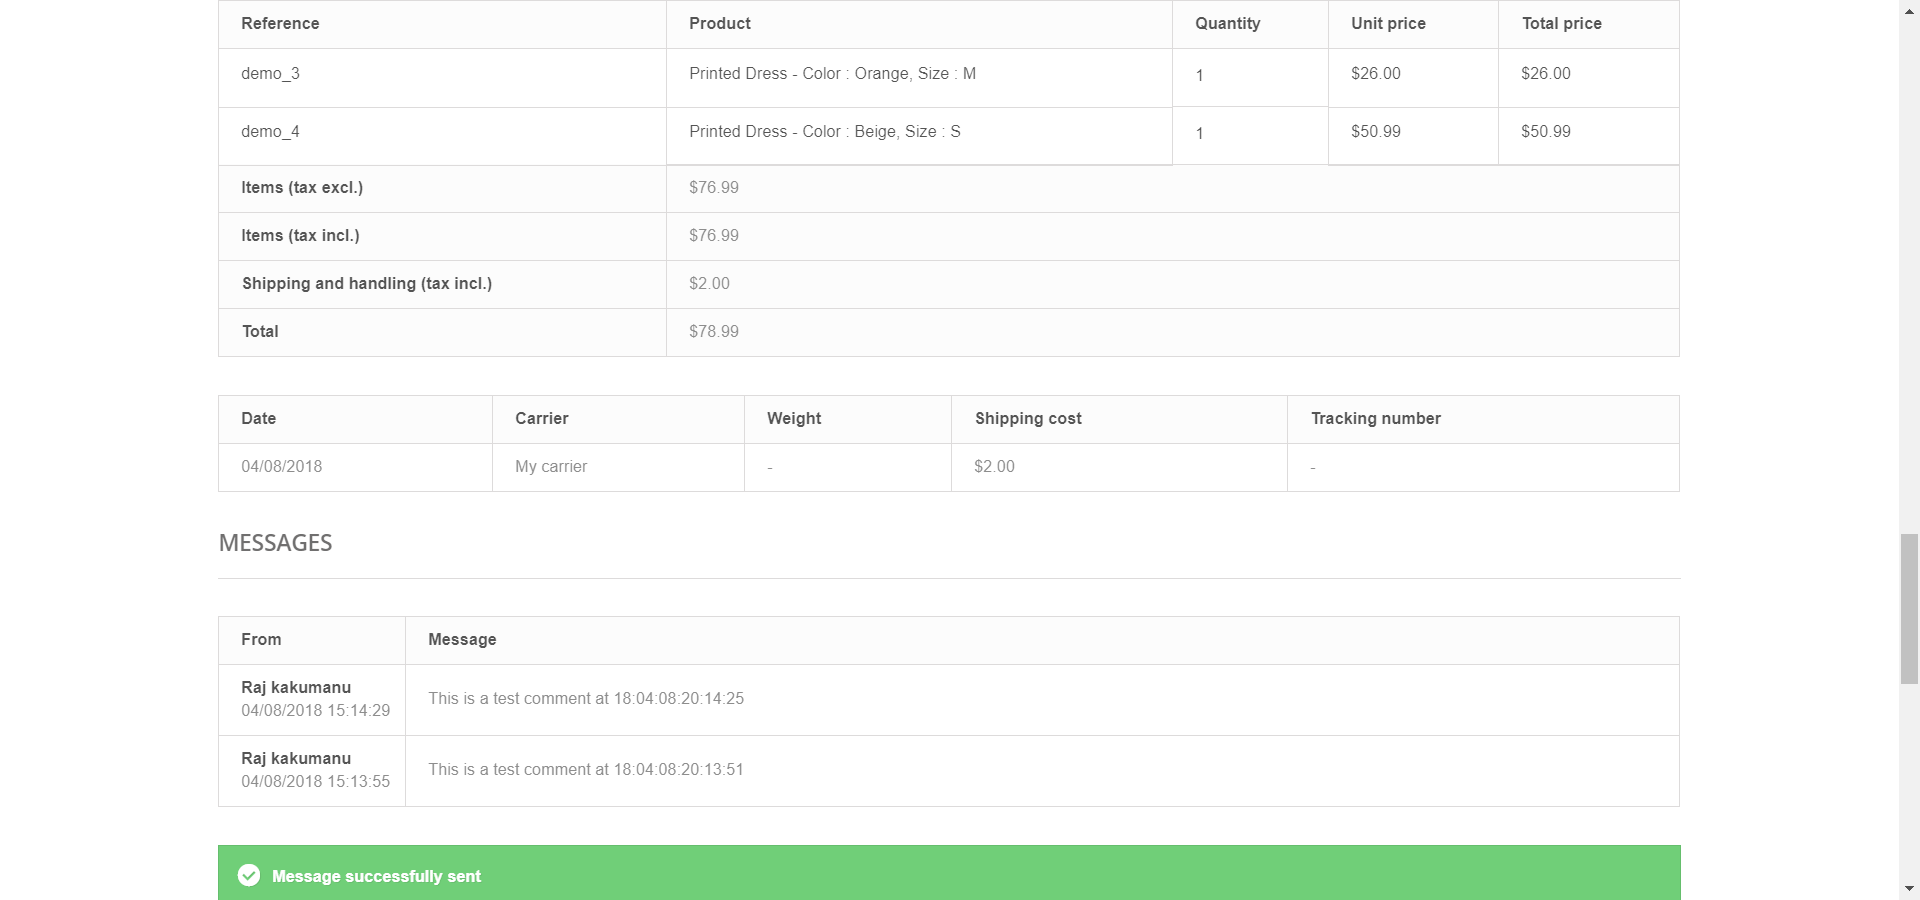 Reference Product Quantity Unit price Total price
demo_3 Printed Dress - Color : Orange, Size : M 1 $26.00 $26.00
demo_4 Printed Dress - Color : Beige, Size : S 1 $50.99 $50.99
Items (tax excl.) $76.99
Items (tax incl.) $76.99
Shipping and handling (tax incl.) $2.00
Total $78.99
Date Carrier Weight Shipping cost Tracking number
04/08/2018 My carrier - $2.00 -
MESSAGES
From Message
Raj kakumanu
04/08/2018 15:14:29 This is a test comment at 18:04:08:20:14:25
Raj kakumanu
04/08/2018 15:13:55 This is a test comment at 18:04:08:20:13:51
Message successfully sent